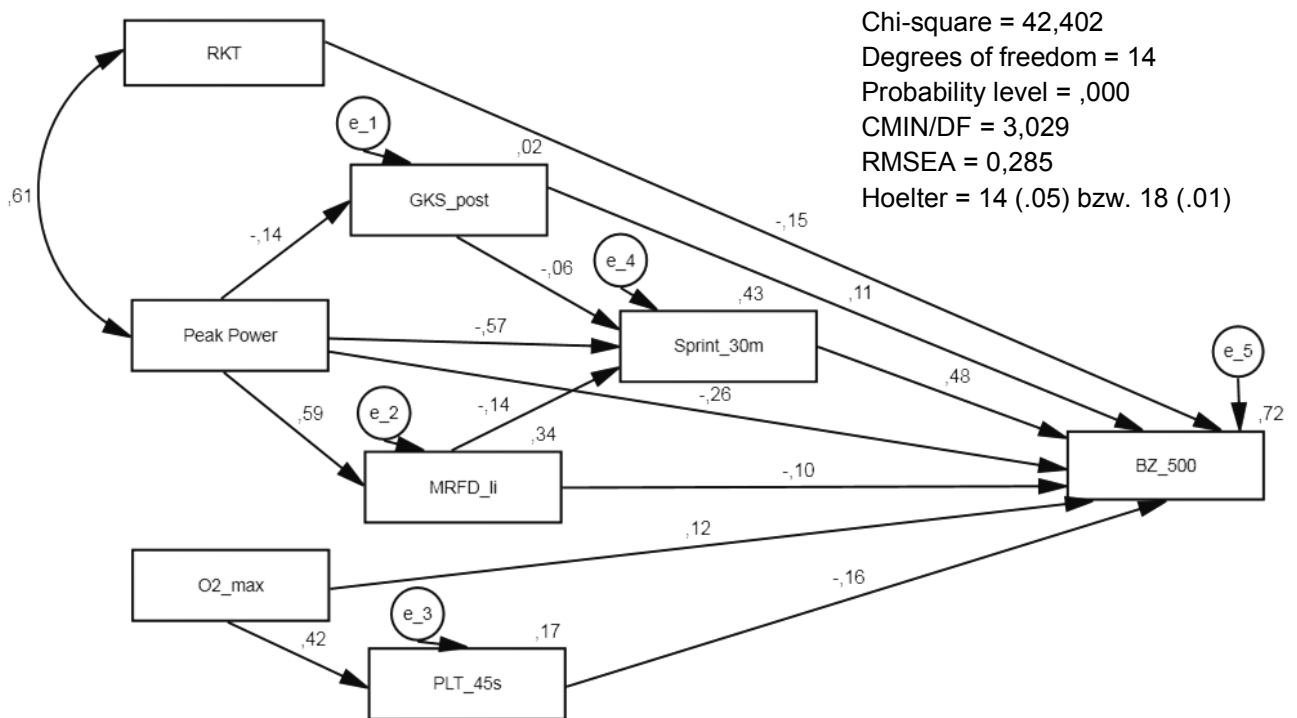 Chi-square = 42,402
Degrees of freedom = 14
Probability level = ,000
CMIN/DF = 3,029
RMSEA = 0,285
Hoelter = 14 (.05) bzw. 18 (.01)
RKT
e_1
,02
GKS_post
,61
-,15
-,14
-,06
e_4
,43
,11
Peak Power
-,57
Sprint_30m
e_5
,48
-,26
,59
e_2
-,14
,34
,72
BZ_500
MRFD_li
-,10
,12
O2_max
-,16
e_3
,42
,17
PLT_45s